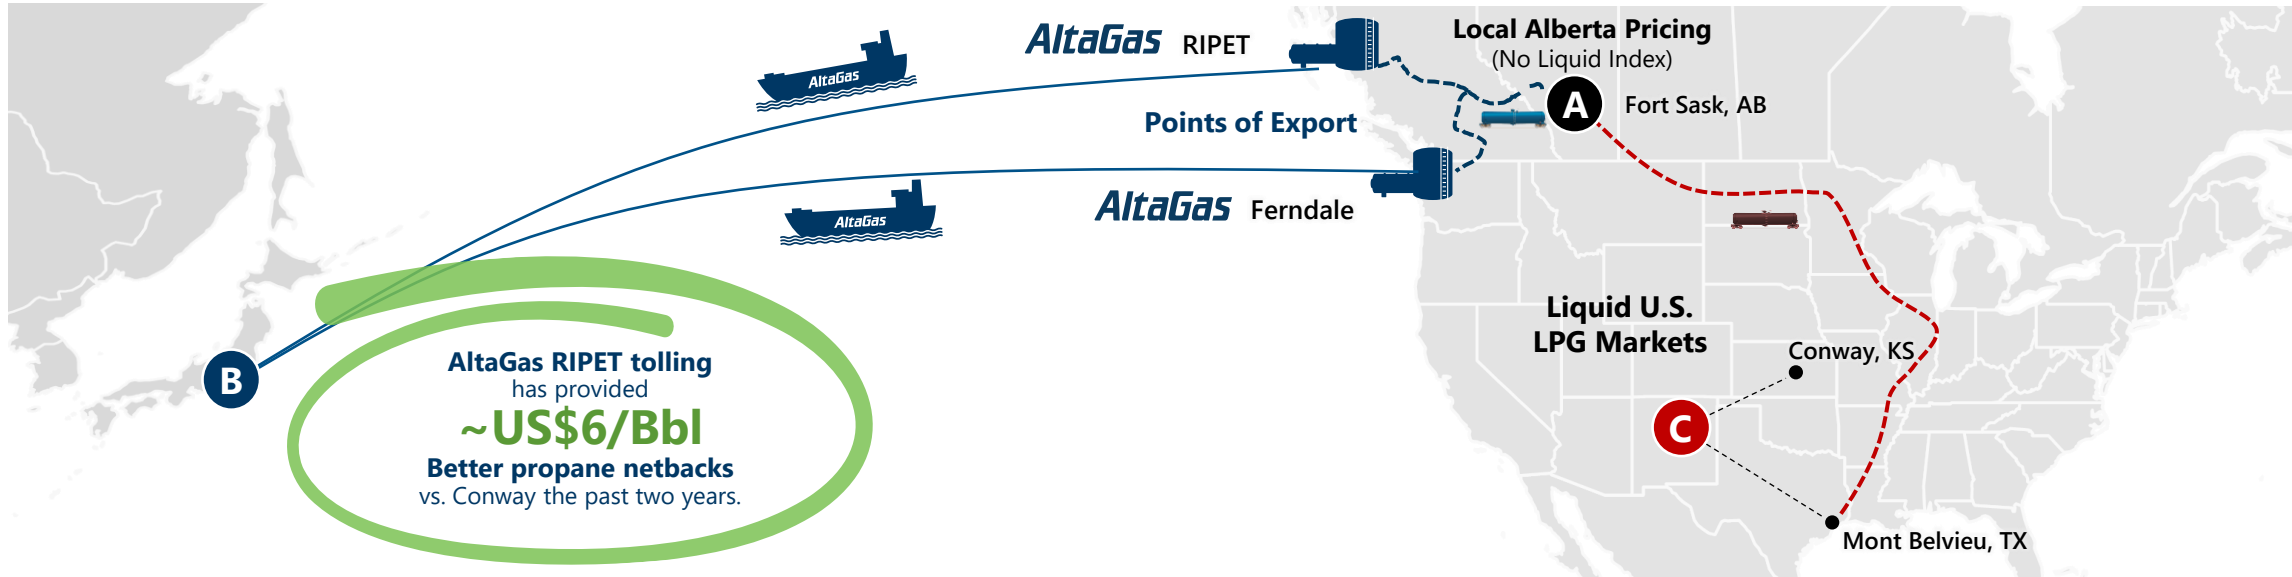 AltaGas RIPET
Local Alberta Pricing
(No Liquid Index)
AltaGas
A
Fort Sask, AB
Points of Export
AltaGas
AltaGas Ferndale
Liquid U.S.
LPG Markets
Conway, KS
B
AltaGas RIPET tolling
has provided
~US$6/Bbl
Better propane netbacks
vs. Conway the past two years.
C
Mont Belvieu, TX